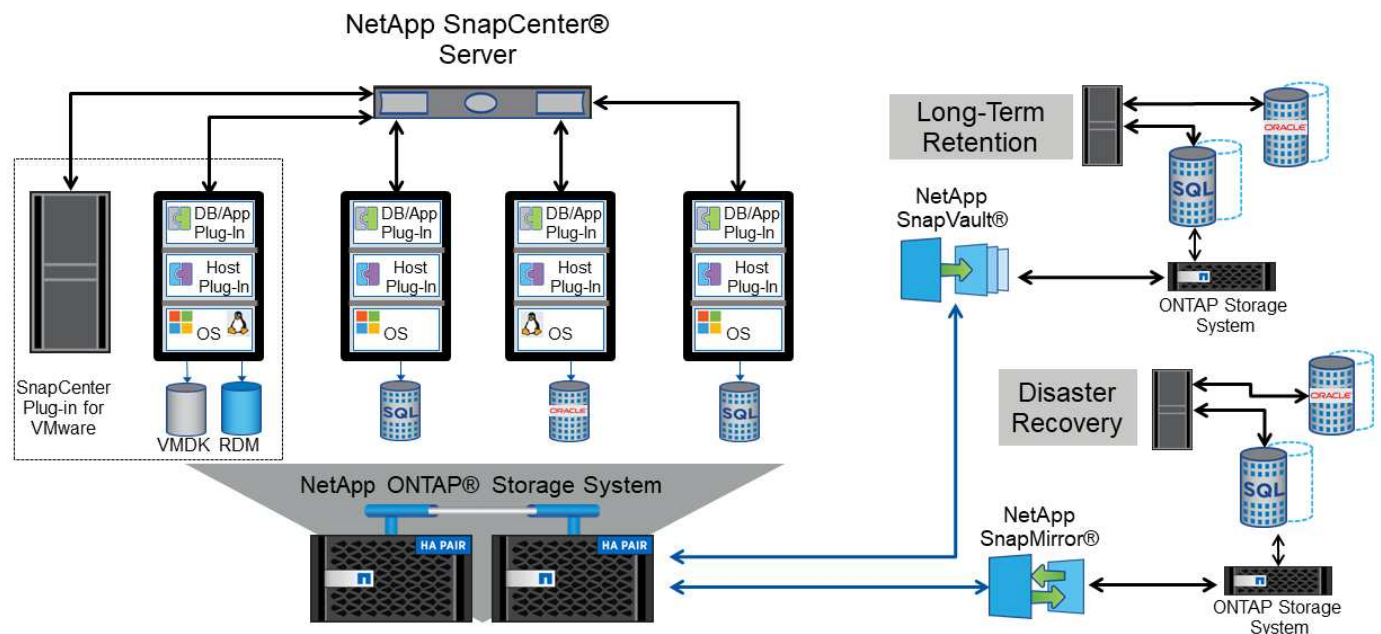 NetApp SnapCenter®
Server
DB/App
Plug-In
Host
Plug-In
OS
DB/App
Plug-In
Host
Plug-In
OS
DB/App
Plug-In
Host
Plug-In
OS
DB/App
Plug-In
Host
Plug-In
OS
SnapCenter
Plug-in for
VMware
VMDK
RDM
SQL
ORACLE
SQL
NetApp ONTAP® Storage System
HA PAIR
HA PAIR
Long-Term
Retention
ORACLE
SQL
NetApp
SnapVault®
ONTAP Storage
System
Disaster
Recovery
ORACLE
SQL
NetApp
SnapMirror®
ONTAP Storage
System